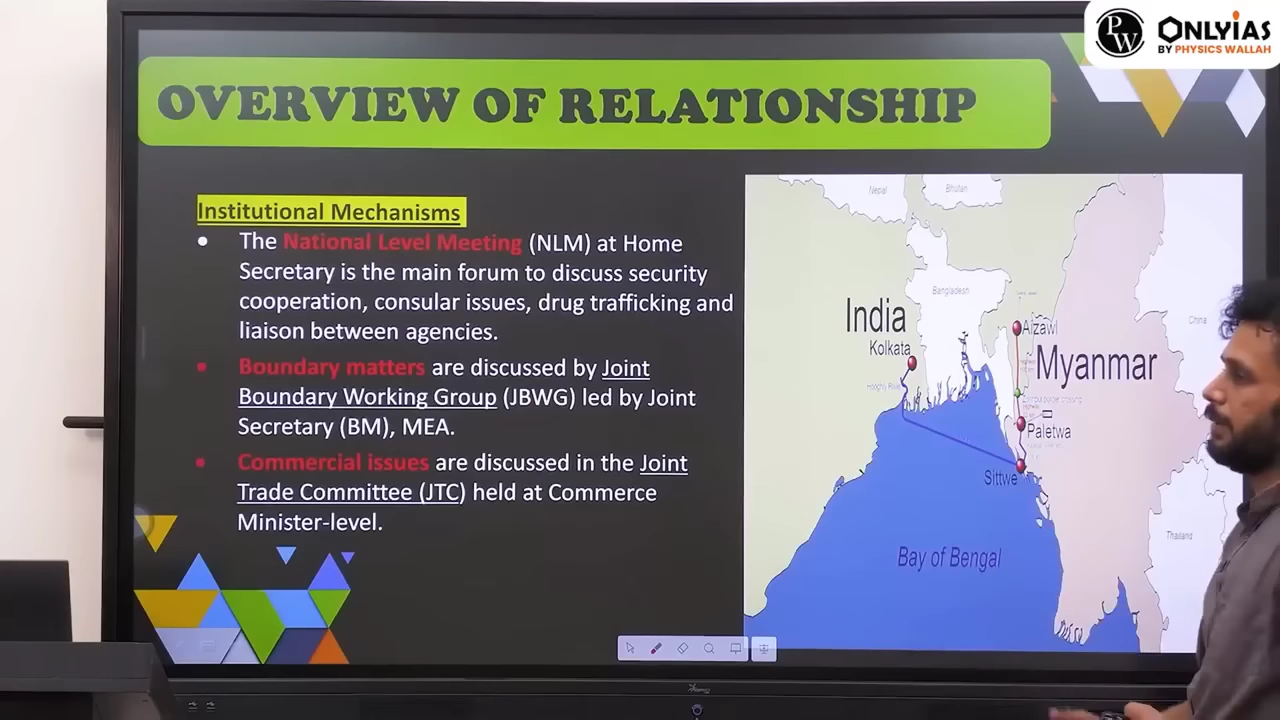 PW ONLYIAS
BY PHYSICS WALLAH
OVERVIEW OF RELATIONSHIP
Institutional Mechanisms
• The National Level Meeting (NLM) at Home
Secretary is the main forum to discuss security
cooperation, consular issues, drug trafficking and
liaison between agencies.
• Boundary matters are discussed by Joint
Boundary Working Group (JBWG) led by Joint
Secretary (BM), MEA.
• Commercial issues are discussed in the Joint
Trade Committee (JTC) held at Commerce
Minister-level.
Nepal
Bhutan
Bangladesh
India
Kolkata
Hooghly River
Aizawl
China
Myanmar
Paletwa
Sittwe
Thailand
Bay of Bengal